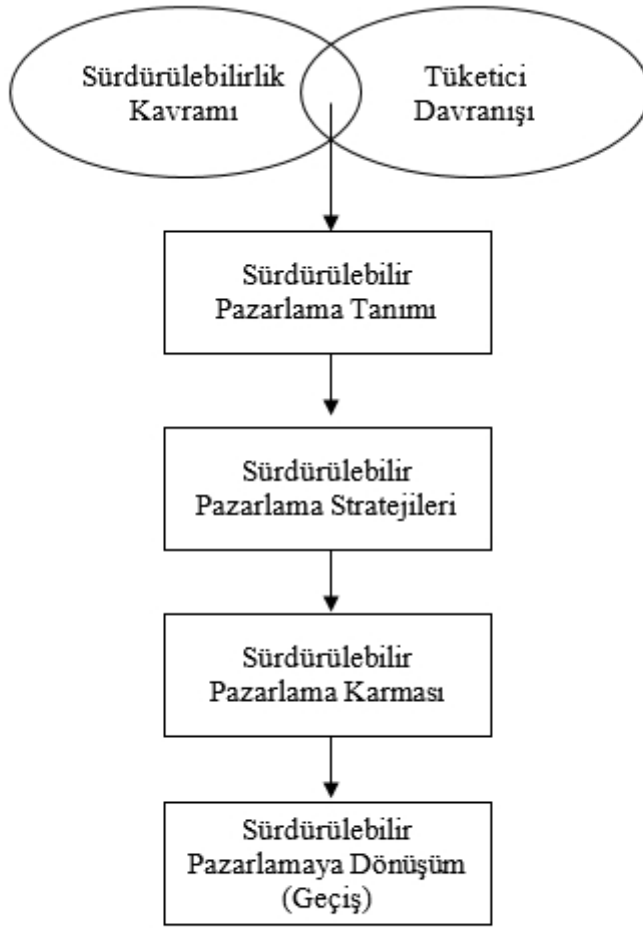 Sürdürülebilirlik
Kavramı
Tüketici
Davranışı
Sürdürülebilir
Pazarlama Tanımı
Sürdürülebilir
Pazarlama Stratejileri
Sürdürülebilir
Pazarlama Karması
Sürdürülebilir
Pazarlamaya Dönüşüm
(Geçiş)